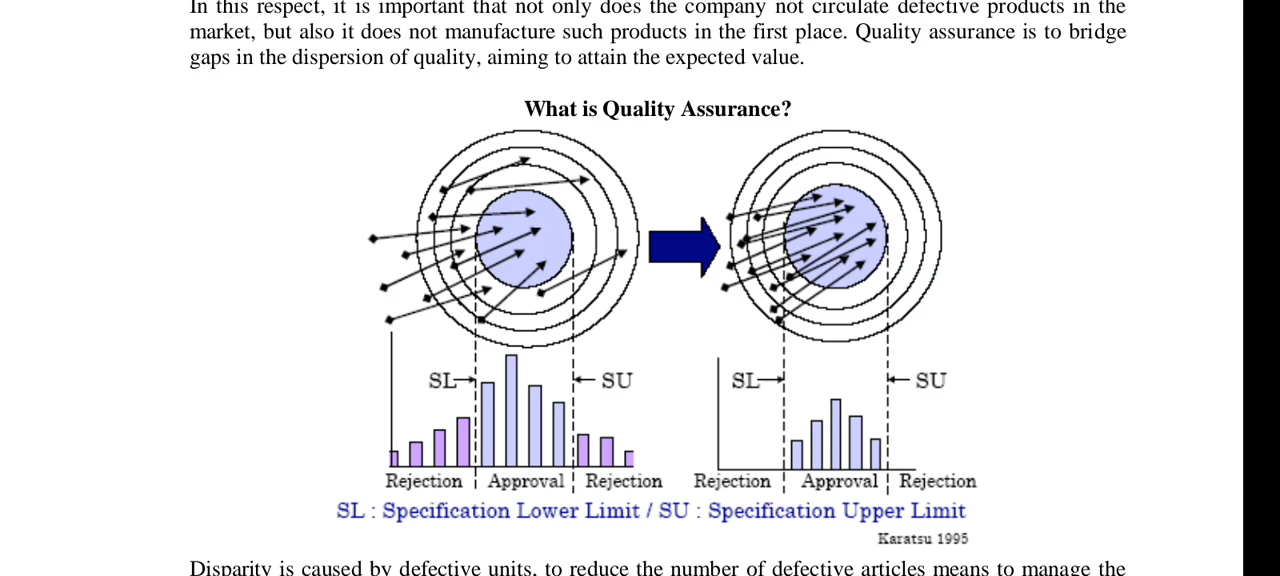 In this respect, it is important that not only does the company not circulate defective products in the
market, but also it does not manufacture such products in the first place. Quality assurance is to bridge
gaps in the dispersion of quality, aiming to attain the expected value.
What is Quality Assurance?
SL SU SL SU
Rejection Approval Rejection Rejection Approval Rejection
SL : Specification Lower Limit / SU : Specification Upper Limit
Karatsu 1995
Disparity is caused by defective units, to reduce the number of defective articles means to manage the